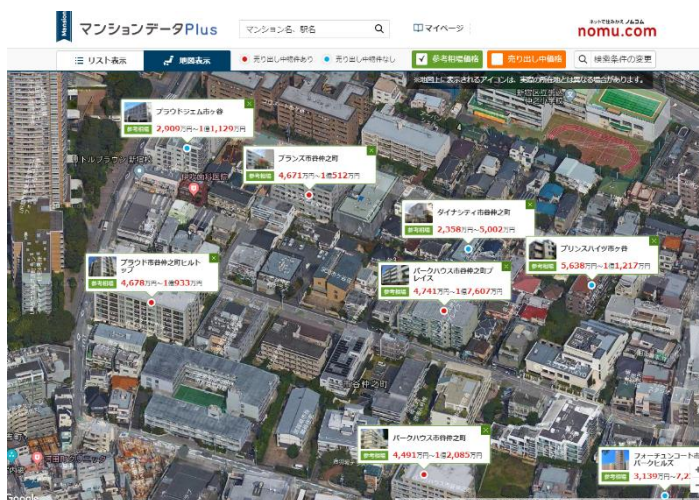 Mansion
マンションデータPlus
マンション名、駅名
マイページ
ネットで住みかえ ノムコム
nomu.com
リスト表示
地図表示
売り出し中物件あり
売り出し中物件なし
参考相場価格
売り出し中価格
検索条件の変更
※地図上に表示されるアイコンは、実際の所在地とは異なる場合があります。
プラウドジェム市ヶ谷
参考相場 2,909万円~1億1,129万円
ブランズ市谷仲之町
参考相場 4,671万円~1億512万円
ダイナシティ市谷仲之町
参考相場 2,358万円~5,002万円
プリンスハイツ市ヶ谷
参考相場 5,638万円~1億1,217万円
プラウド市谷仲之町ヒルト
ップ
参考相場 4,678万円~1億933万円
パークハウス市谷仲之町プ
レイス
参考相場 4,741万円~1億7,607万円
市谷仲之町
パークハウス市谷仲之町
参考相場 4,491万円~1億2,085万円
フォーチュンコート市
パークヒルズ
参考相場 3,139万円~7,2
Google